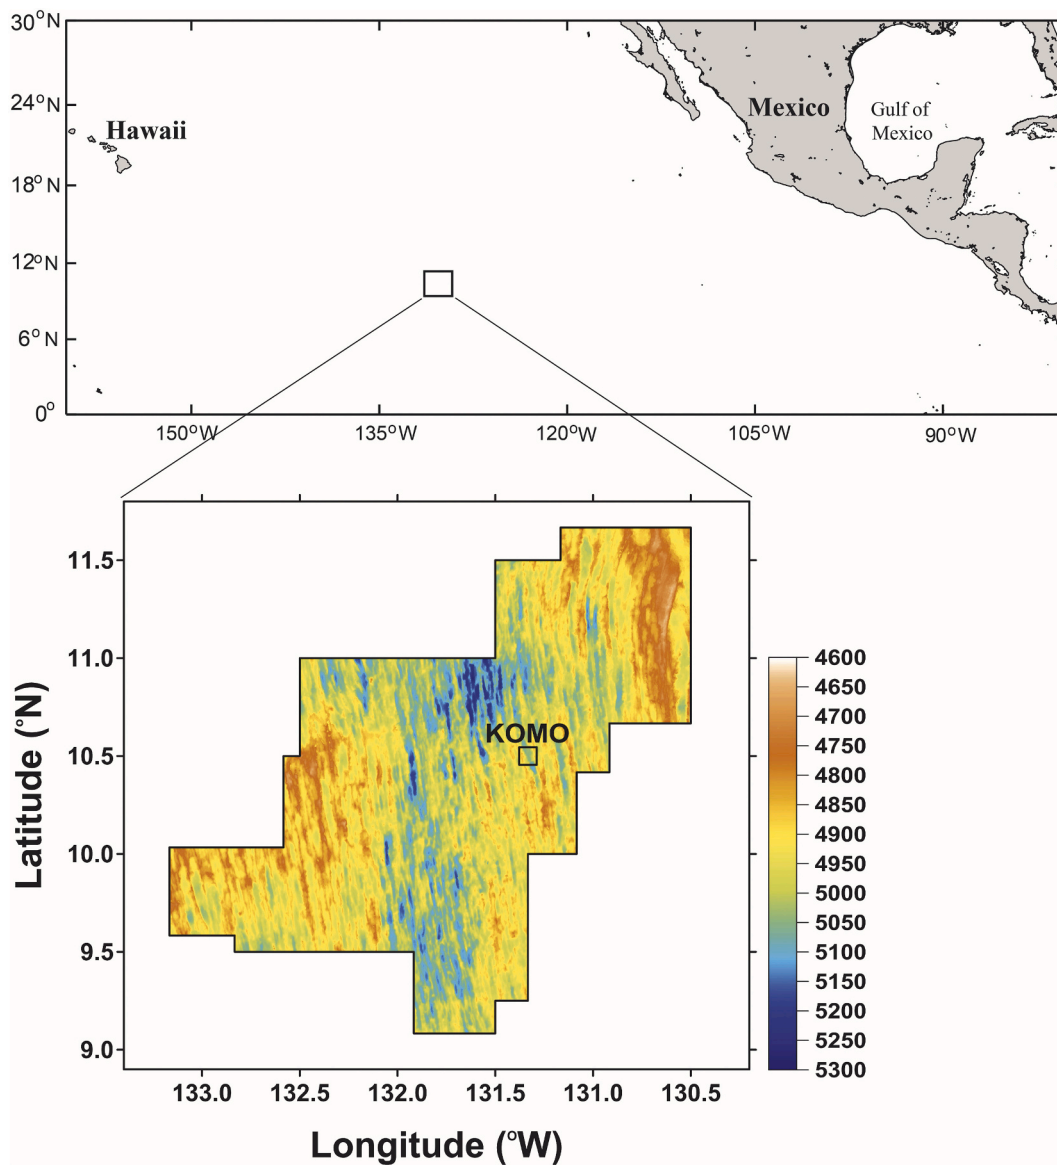 30°N
24°N
18°N
12°N
6°N
0°
Hawaii
Mexico
Gulf of
Mexico
150°W
135°W
120°W
105°W
90°W
11.5
11.0
10.5
10.0
9.5
9.0
Latitude (°N)
KOMO
133.0
132.5
132.0
131.5
131.0
130.5
Longitude (°W)
4600
4650
4700
4750
4800
4850
4900
4950
5000
5050
5100
5150
5200
5250
5300